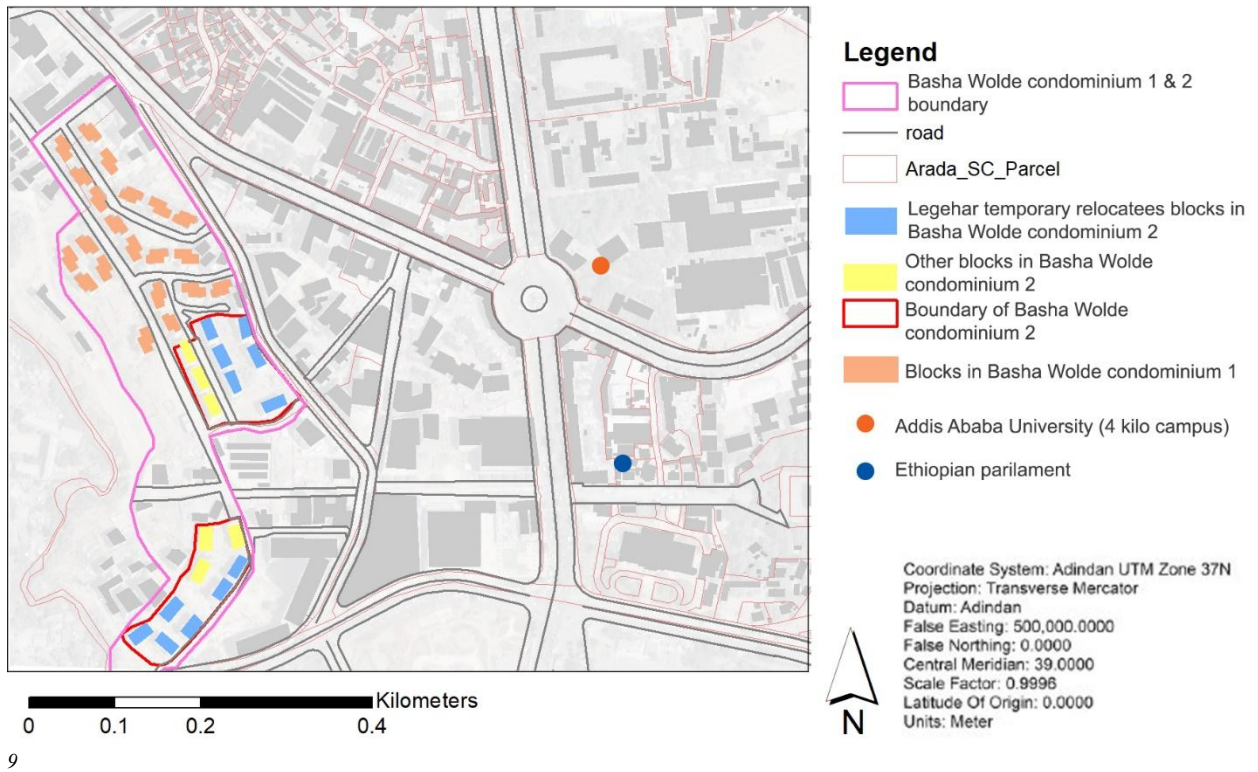 Legend
Basha Wolde condominium 1 & 2
boundary
road
Arada_SC_Parcel
Legehar temporary relocatees blocks in
Basha Wolde condominium 2
Other blocks in Basha Wolde
condominium 2
Boundary of Basha Wolde
condominium 2
Blocks in Basha Wolde condominium 1
Addis Ababa University (4 kilo campus)
Ethiopian parilament
Coordinate System: Adindan UTM Zone 37N
Projection: Transverse Mercator
Datum: Adindan
False Easting: 500,000.0000
False Northing: 0.0000
Central Meridian: 39.0000
Scale Factor: 0.9996
Latitude Of Origin: 0.0000
Units: Meter
N
Kilometers
0 0.1 0.2 0.4
9